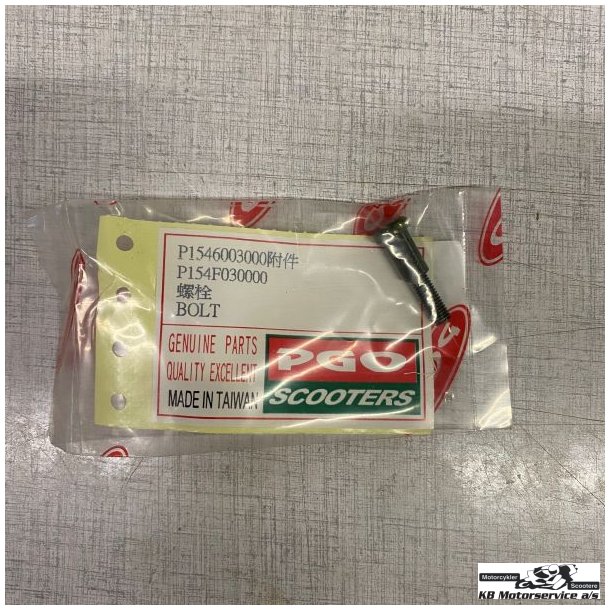 P1546003000附件
P154F030000
螺栓
BOLT
GENUINE PARTS
QUALITY EXCELLENT
MADE IN TAIWAN
PGO
SCOOTERS
Motorcykler
Scootere
KB Motorservice a/s